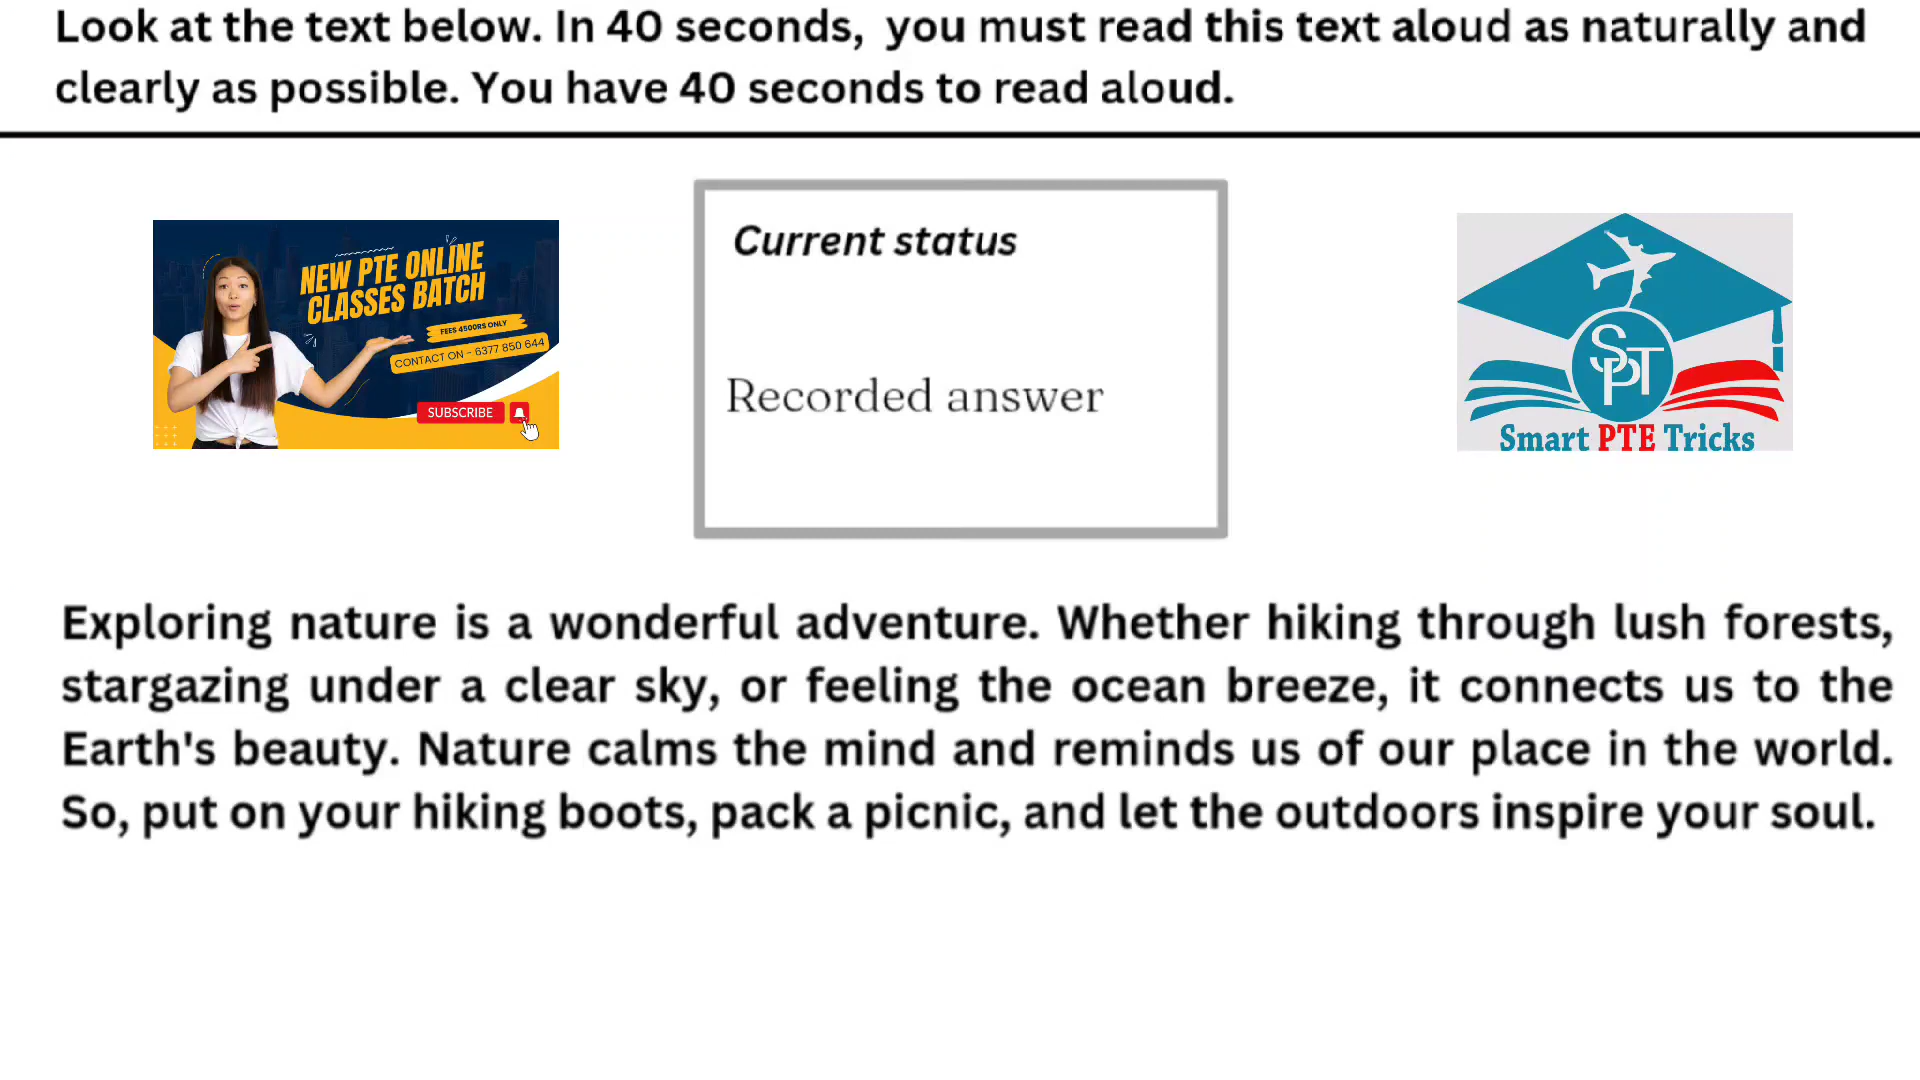 Look at the text below. In 40 seconds, you must read this text aloud as naturally and
clearly as possible. You have 40 seconds to read aloud.
NEW PTE ONLINE
CLASSES BATCH
FEES 4500RS ONLY
CONTACT ON - 6377 850 644
SUBSCRIBE
Current status
Recorded answer
SPT
Smart PTE Tricks
Exploring nature is a wonderful adventure. Whether hiking through lush forests,
stargazing under a clear sky, or feeling the ocean breeze, it connects us to the
Earth's beauty. Nature calms the mind and reminds us of our place in the world.
So, put on your hiking boots, pack a picnic, and let the outdoors inspire your soul.